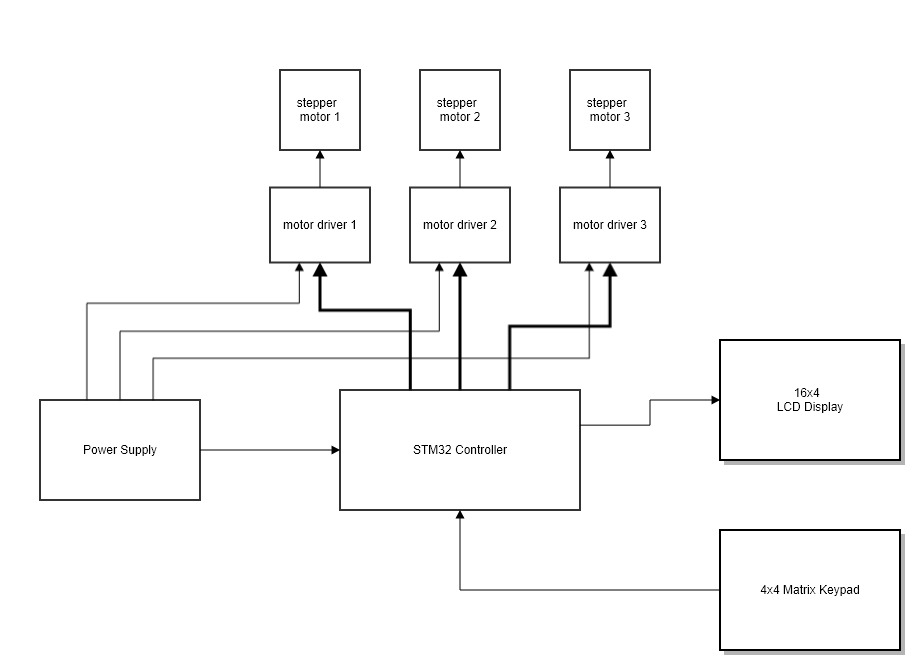 stepper
motor 1
stepper
motor 2
stepper
motor 3
motor driver 1
motor driver 2
motor driver 3
16x4
LCD Display
Power Supply
STM32 Controller
4x4 Matrix Keypad